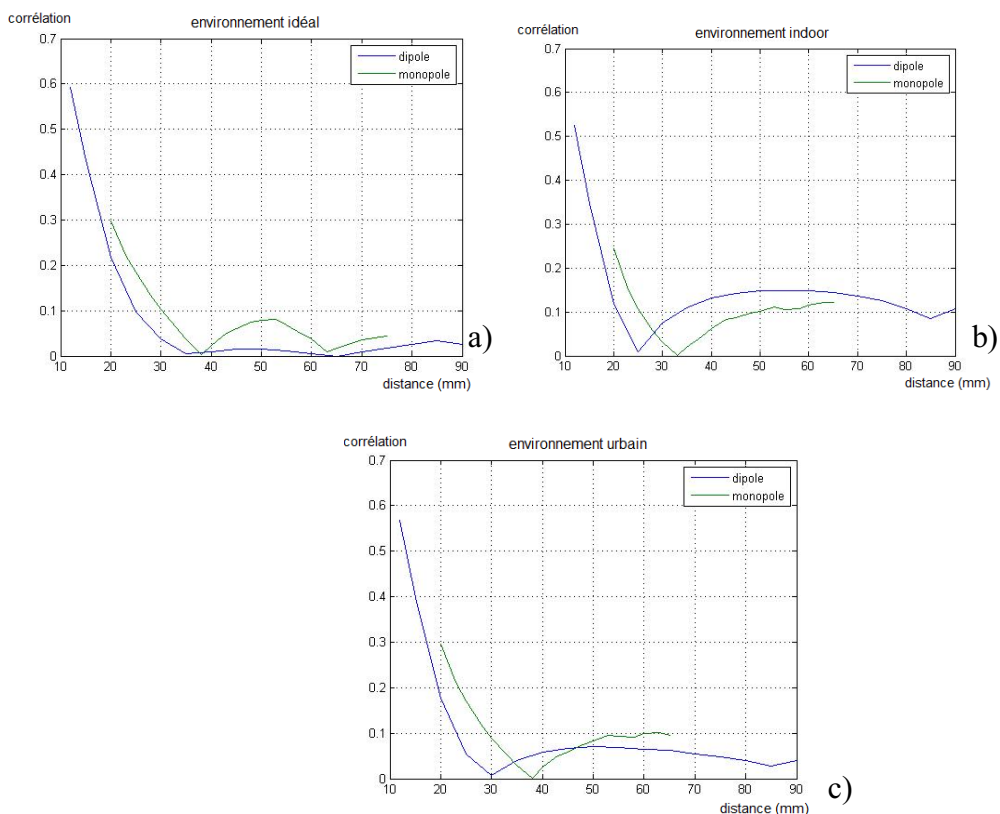 corrélation
environnement idéal
dipole
monopole
0.7
0.6
0.5
0.4
0.3
0.2
0.1
0
10 20 30 40 50 60 70 80 90
distance (mm)
a)
corrélation
environnement indoor
dipole
monopole
0.7
0.6
0.5
0.4
0.3
0.2
0.1
0
10 20 30 40 50 60 70 80 90
distance (mm)
b)
corrélation
environnement urbain
dipole
monopole
0.7
0.6
0.5
0.4
0.3
0.2
0.1
0
10 20 30 40 50 60 70 80 90
distance (mm)
c)